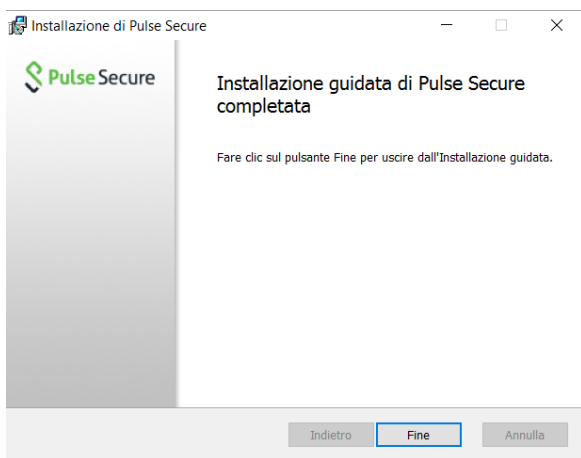 Installazione di Pulse Secure
Pulse Secure
Installazione guidata di Pulse Secure
completata
Fare clic sul pulsante Fine per uscire dall'Installazione guidata.
Indietro
Fine
Annulla